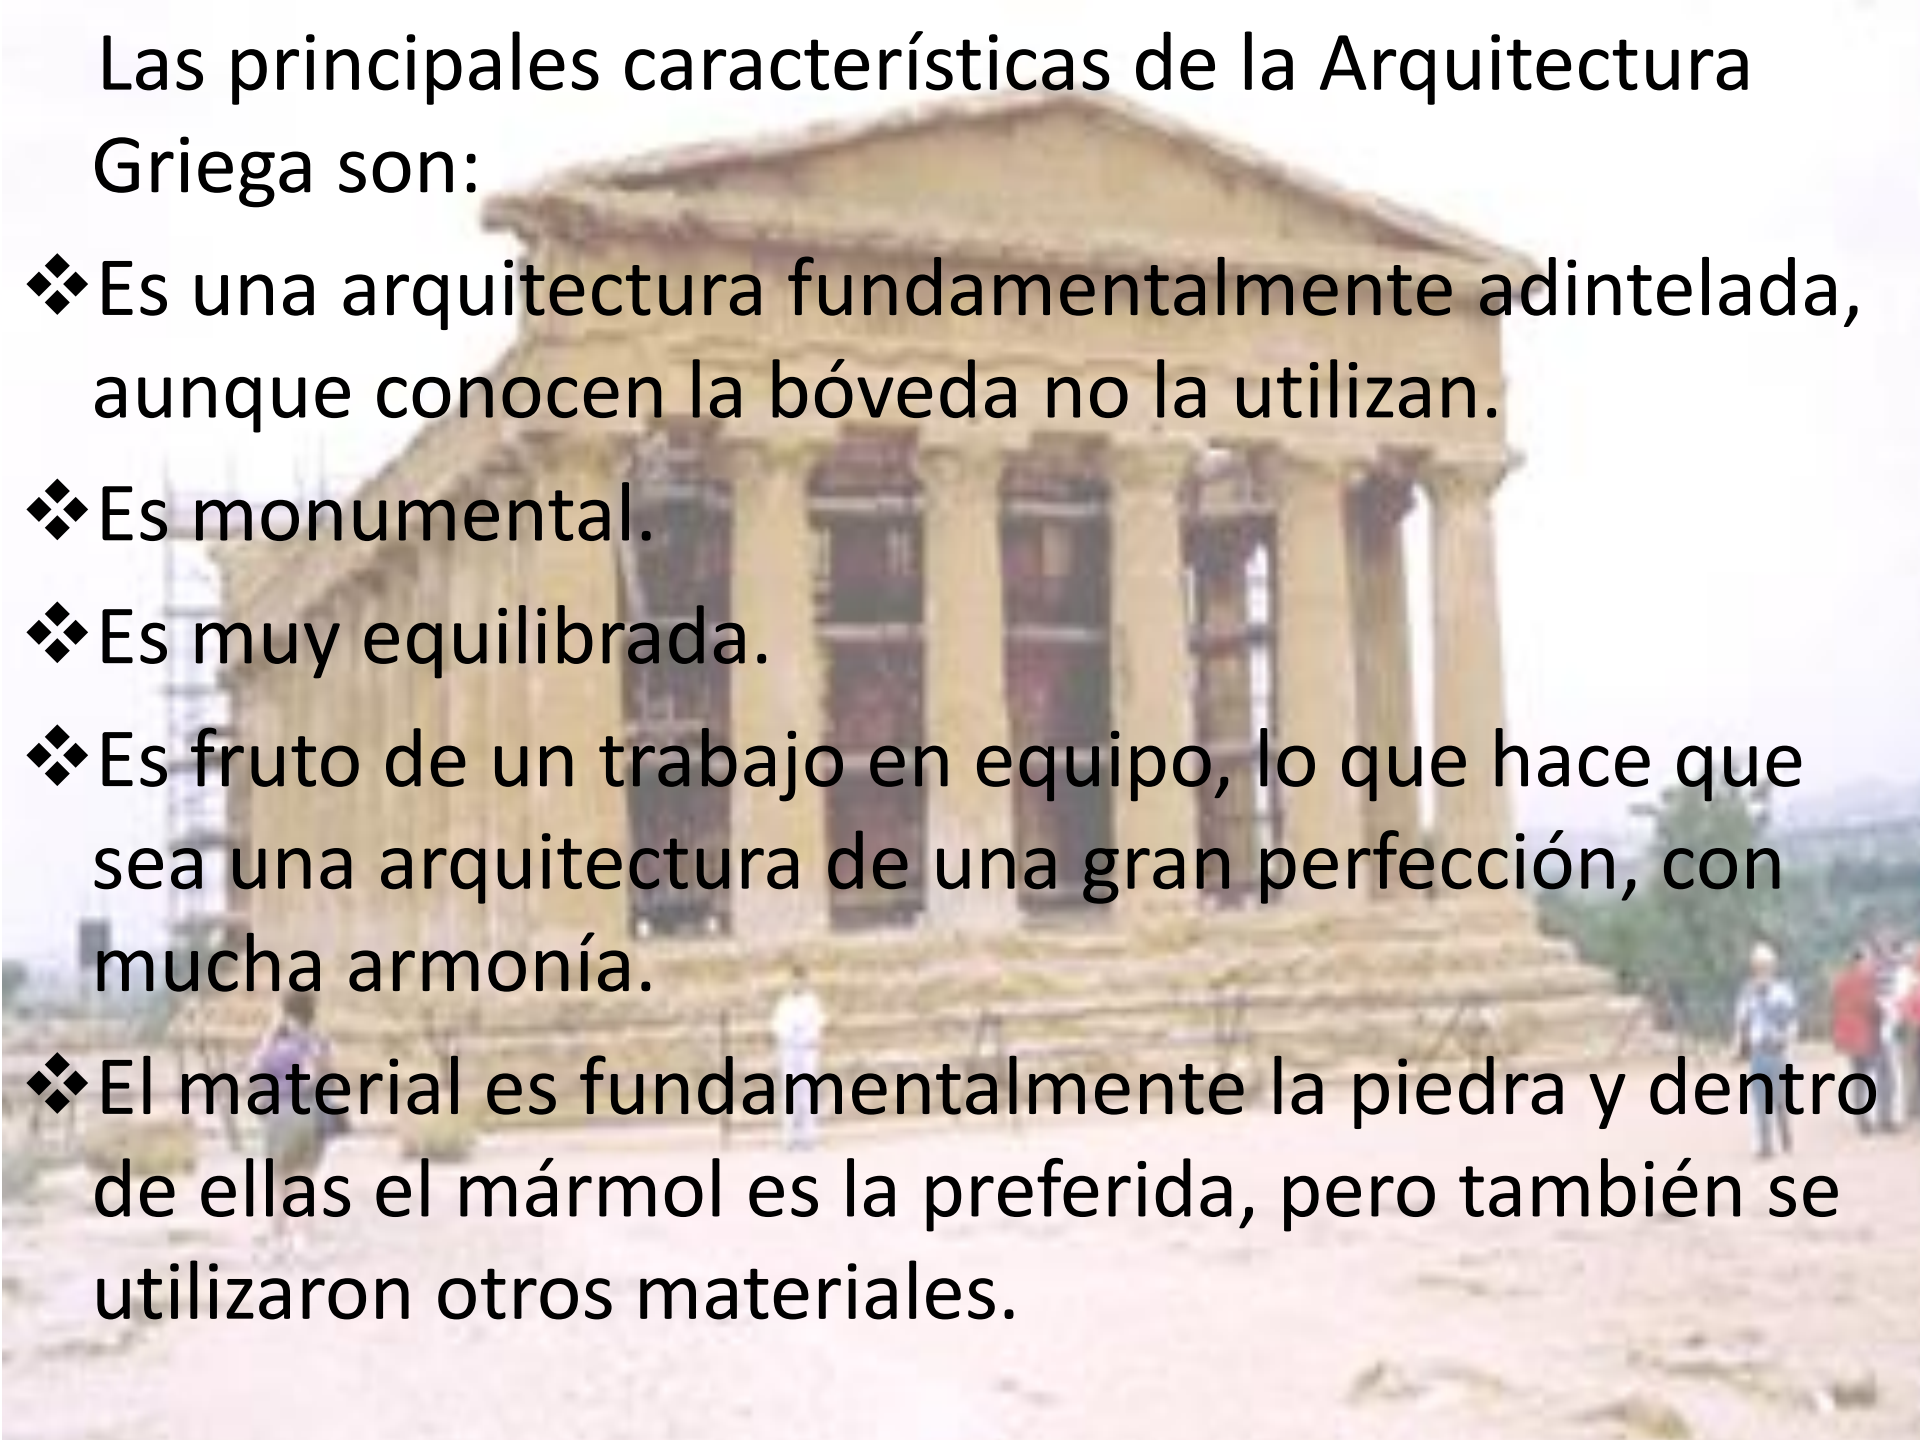 Las principales características de la Arquitectura
Griega son:
❖Es una arquitectura fundamentalmente adintelada,
aunque conocen la bóveda no la utilizan.
❖Es monumental.
❖Es muy equilibrada.
❖Es fruto de un trabajo en equipo, lo que hace que
sea una arquitectura de una gran perfección, con
mucha armonía.
❖El material es fundamentalmente la piedra y dentro
de ellas el mármol es la preferida, pero también se
utilizaron otros materiales.